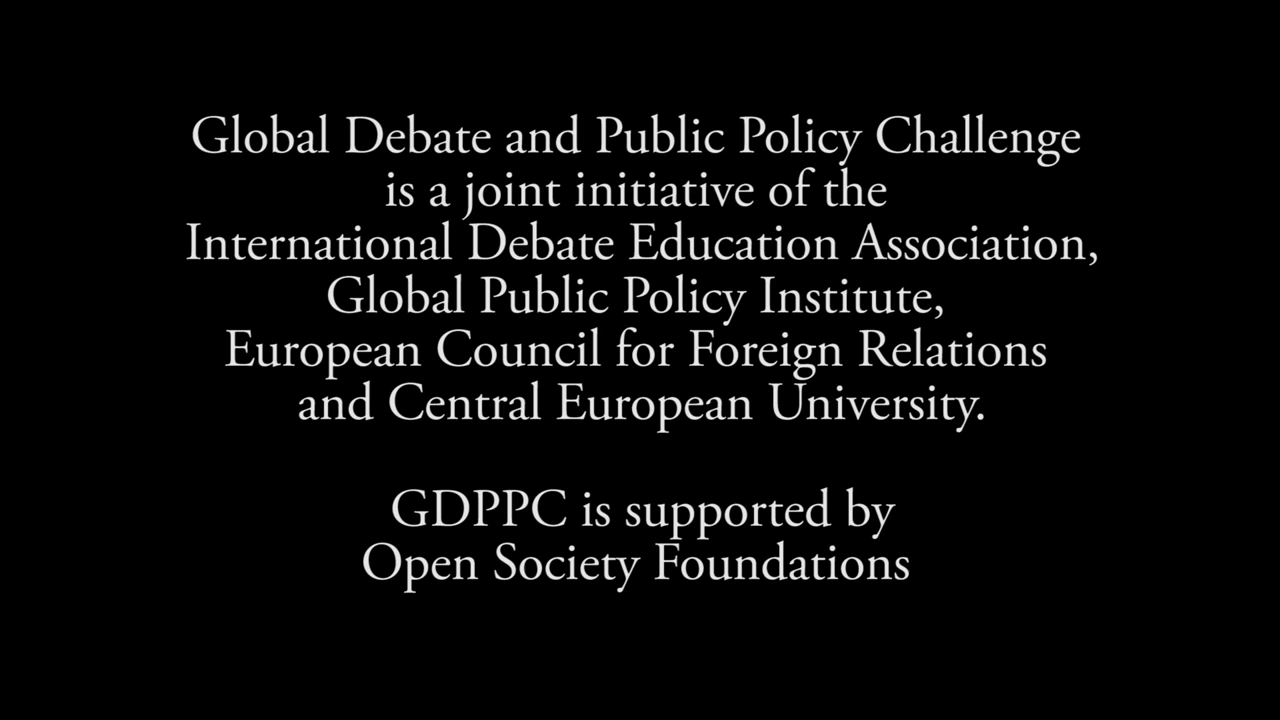 Global Debate and Public Policy Challenge
is a joint initiative of the
International Debate Education Association,
Global Public Policy Institute,
European Council for Foreign Relations
and Central European University.
GDPPC is supported by
Open Society Foundations